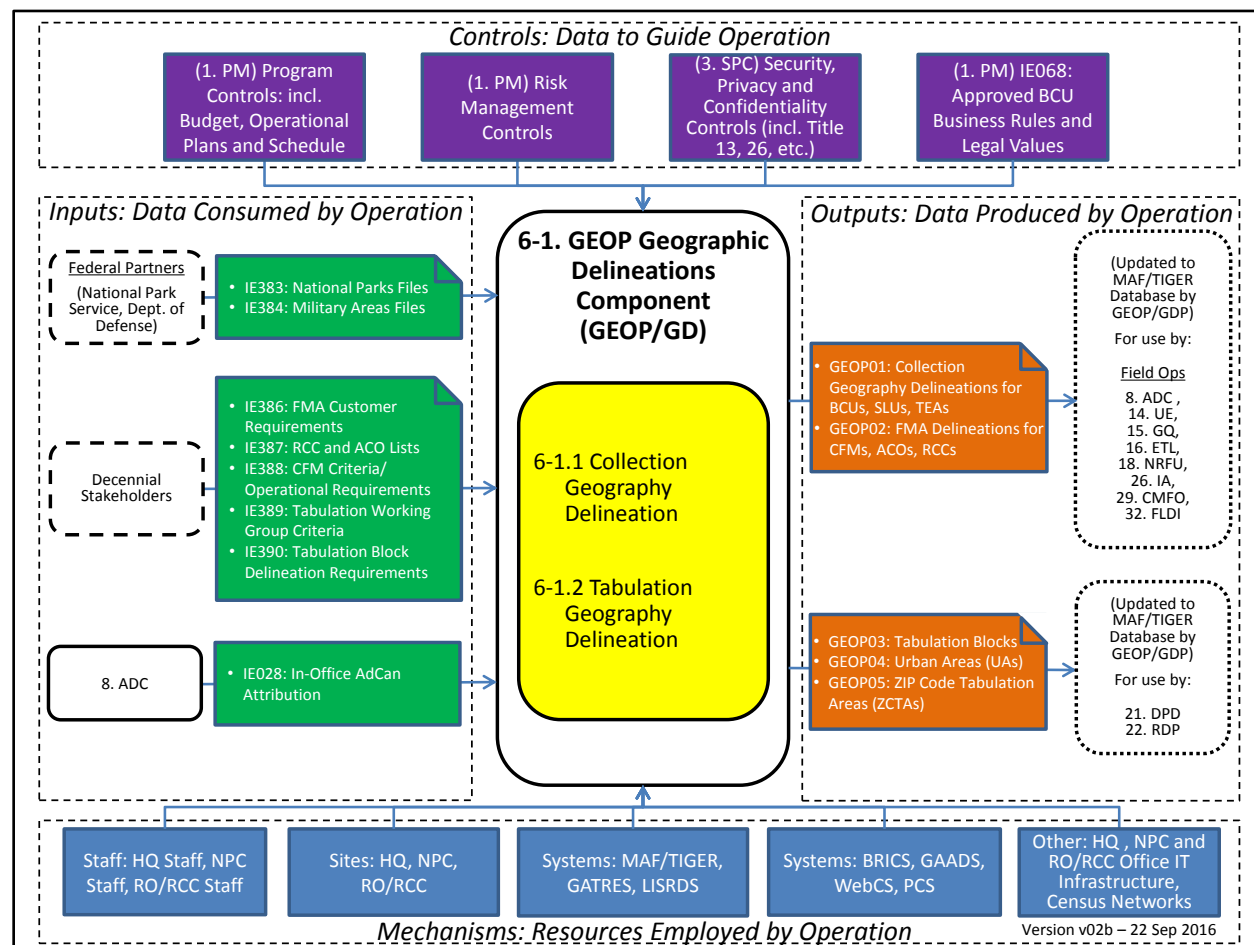 Controls: Data to Guide Operation
(1. PM) Program
Controls: incl.
Budget, Operational
Plans and Schedule
(1. PM) Risk
Management
Controls
(3. SPC) Security,
Privacy and
Confidentiality
Controls (incl. Title
13, 26, etc.)
(1. PM) IE068:
Approved BCU
Business Rules and
Legal Values
Inputs: Data Consumed by Operation
Federal Partners
(National Park
Service, Dept. of
Defense)
• IE383: National Parks Files
• IE384: Military Areas Files
Decennial
Stakeholders
• IE386: FMA Customer
Requirements
• IE387: RCC and ACO Lists
• IE388: CFM Criteria/
Operational Requirements
• IE389: Tabulation Working
Group Criteria
• IE390: Tabulation Block
Delineation Requirements
8. ADC
• IE028: In-Office AdCan
Attribution
6-1. GEOP Geographic
Delineations
Component
(GEOP/GD)
6-1.1 Collection
Geography
Delineation
6-1.2 Tabulation
Geography
Delineation
Outputs: Data Produced by Operation
• GEOP01: Collection
Geography Delineations for
BCUs, SLUs, TEAs
• GEOP02: FMA Delineations for
CFMs, ACOs, RCCs
(Updated to
MAF/TIGER
Database by
GEOP/GDP)
For use by:
Field Ops
8. ADC ,
14. UE,
15. GQ,
16. ETL,
18. NRFU,
26. IA,
29. CMFO,
32. FLDI
• GEOP03: Tabulation Blocks
• GEOP04: Urban Areas (UAs)
• GEOP05: ZIP Code Tabulation
Areas (ZCTAs)
(Updated to
MAF/TIGER
Database by
GEOP/GDP)
For use by:
21. DPD
22. RDP
Staff: HQ Staff, NPC
Staff, RO/RCC Staff
Sites: HQ, NPC,
RO/RCC
Systems: MAF/TIGER,
GATRES, LISRDS
Systems: BRICS, GAADS,
WebCS, PCS
Other: HQ , NPC and
RO/RCC Office IT
Infrastructure,
Census Networks
Mechanisms: Resources Employed by Operation
Version v02b – 22 Sep 2016